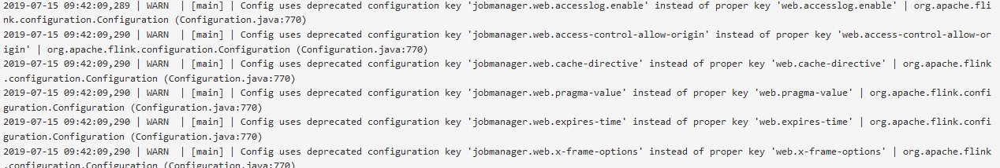 2019-07-15 09:42:09,289 | WARN  | [main] | Config uses deprecated configuration key 'jobmanager.web.accesslog.enable' instead of proper key 'web.accesslog.enable' | org.apache.fli
nk.configuration.Configuration (Configuration.java:770)
2019-07-15 09:42:09,290 | WARN  | [main] | Config uses deprecated configuration key 'jobmanager.web.access-control-allow-origin' instead of proper key 'web.access-control-allow-or
igin' | org.apache.flink.configuration.Configuration (Configuration.java:770)
2019-07-15 09:42:09,290 | WARN  | [main] | Config uses deprecated configuration key 'jobmanager.web.cache-directive' instead of proper key 'web.cache-directive' | org.apache.flink
.configuration.Configuration (Configuration.java:770)
2019-07-15 09:42:09,290 | WARN  | [main] | Config uses deprecated configuration key 'jobmanager.web.pragma-value' instead of proper key 'web.pragma-value' | org.apache.flink.confi
guration.Configuration (Configuration.java:770)
2019-07-15 09:42:09,290 | WARN  | [main] | Config uses deprecated configuration key 'jobmanager.web.expires-time' instead of proper key 'web.expires-time' | org.apache.flink.confi
guration.Configuration (Configuration.java:770)
2019-07-15 09:42:09,290 | WARN  | [main] | Config uses deprecated configuration key 'jobmanager.web.x-frame-options' instead of proper key 'web.x-frame-options' | org.apache.flink
.configuration.Configuration (Configuration.java:770)